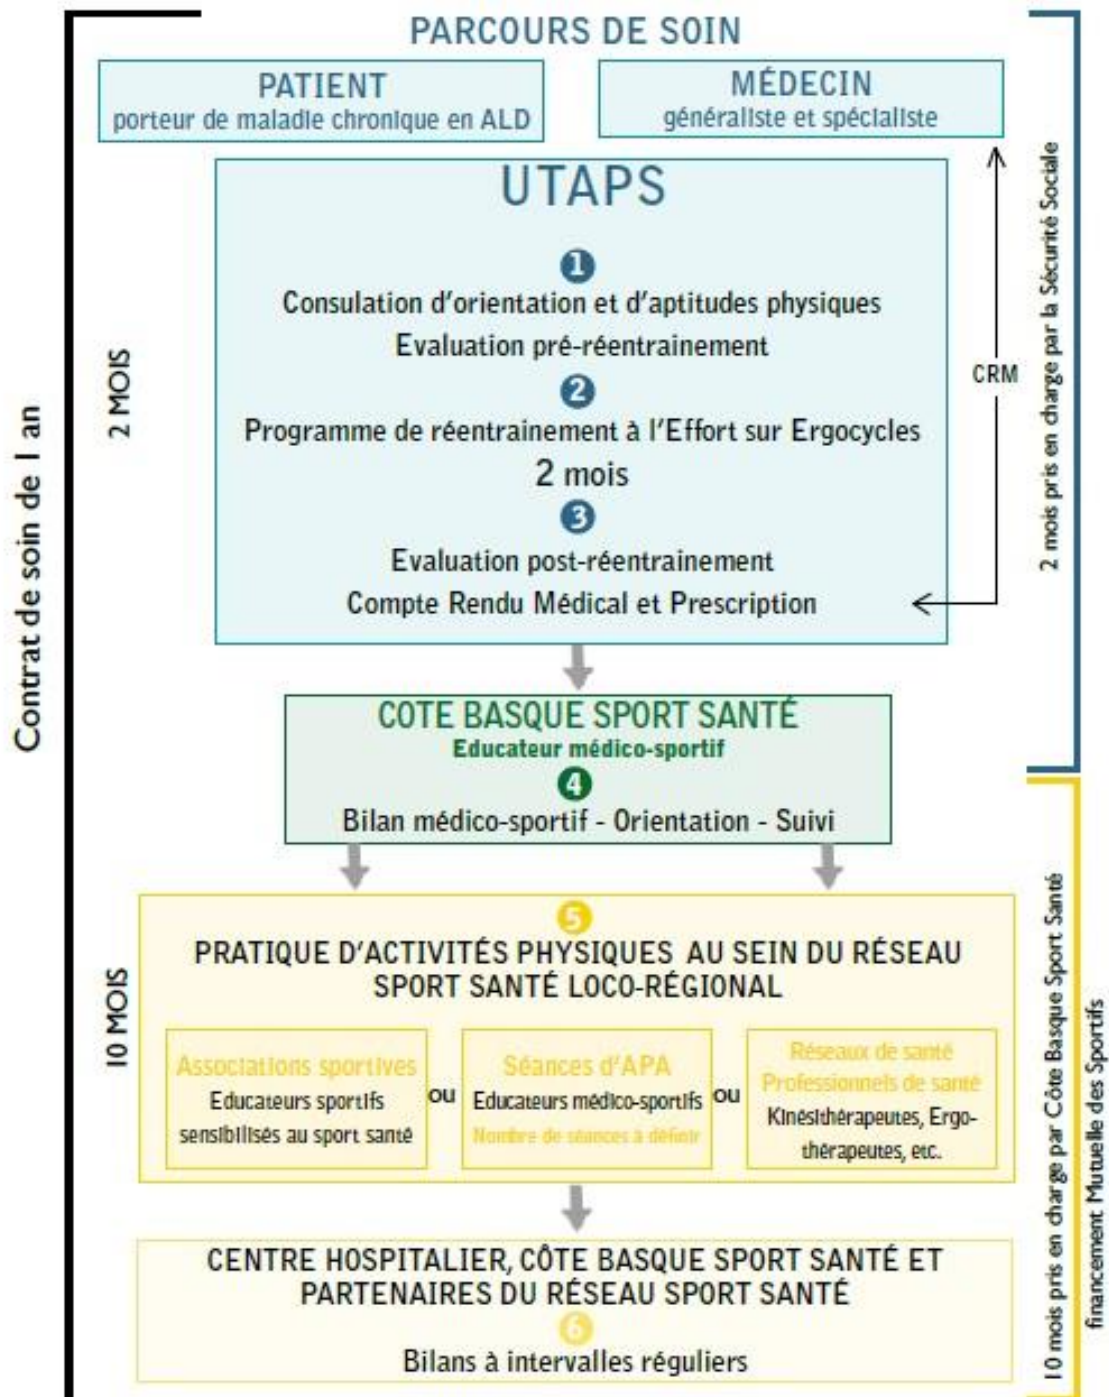 PARCOURS DE SOIN
PATIENT
porteur de maladie chronique en ALD
MÉDECIN
généraliste et spécialiste
UTAPS
1
Consulation d'orientation et d'aptitudes physiques
Evaluation pré-réentrainement
2
Programme de réentrainement à l'Effort sur Ergocycles
2 mois
3
Evaluation post-réentrainement
Compte Rendu Médical et Prescription
CRM
2 MOIS
2 mois pris en charge par la Sécurité Sociale
Contrat de soin de 1 an
COTE BASQUE SPORT SANTÉ
Educateur médico-sportif
4
Bilan médico-sportif - Orientation - Suivi
10 MOIS
5
PRATIQUE D'ACTIVITÉS PHYSIQUES AU SEIN DU RÉSEAU
SPORT SANTÉ LOCO-RÉGIONAL
Associations sportives
Educateurs sportifs
sensibilisés au sport santé
ou
Séances d'APA
Educateurs médico-sportifs
Nombre de séances à définir
ou
Réseaux de santé
Professionnels de santé
Kinésithérapeutes, Ergo-
thérapeutes, etc.
10 mois pris en charge par Côte Basque Sport Santé
financement Mutuelle des Sportifs
CENTRE HOSPITALIER, CÔTE BASQUE SPORT SANTÉ ET
PARTENAIRES DU RÉSEAU SPORT SANTÉ
6
Bilans à intervalles réguliers